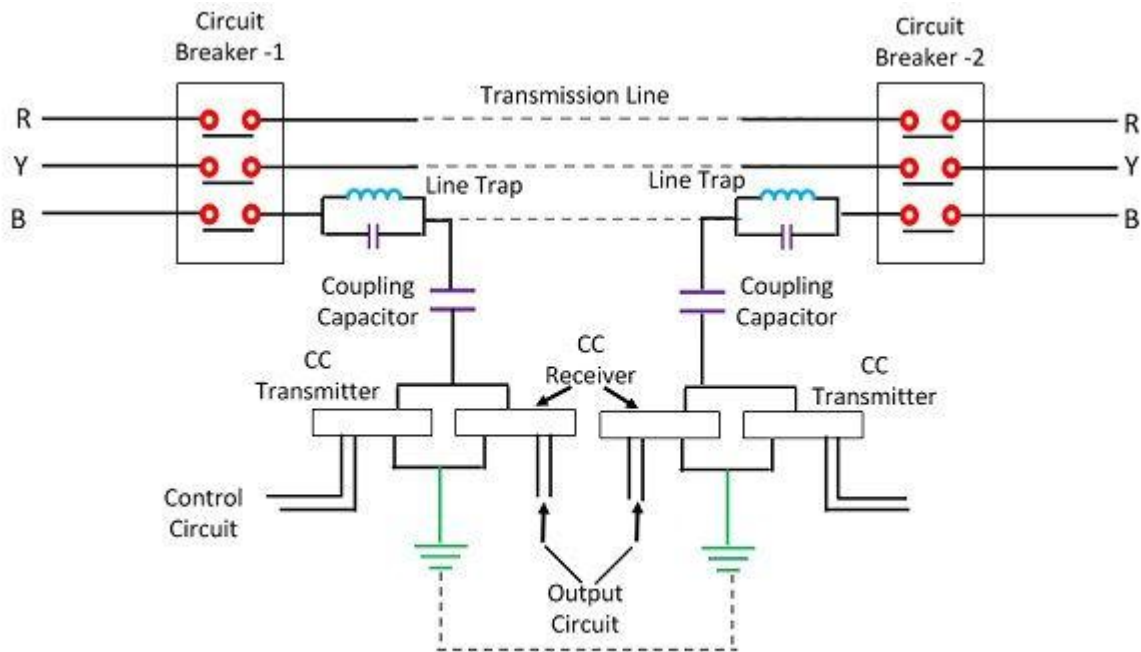 Circuit
Breaker -1
Circuit
Breaker -2
Transmission Line
R
R
Y
Y
Line Trap
Line Trap
B
B
Coupling
Capacitor
Coupling
Capacitor
CC
Transmitter
CC
Receiver
CC
Transmitter
Control
Circuit
Output
Circuit